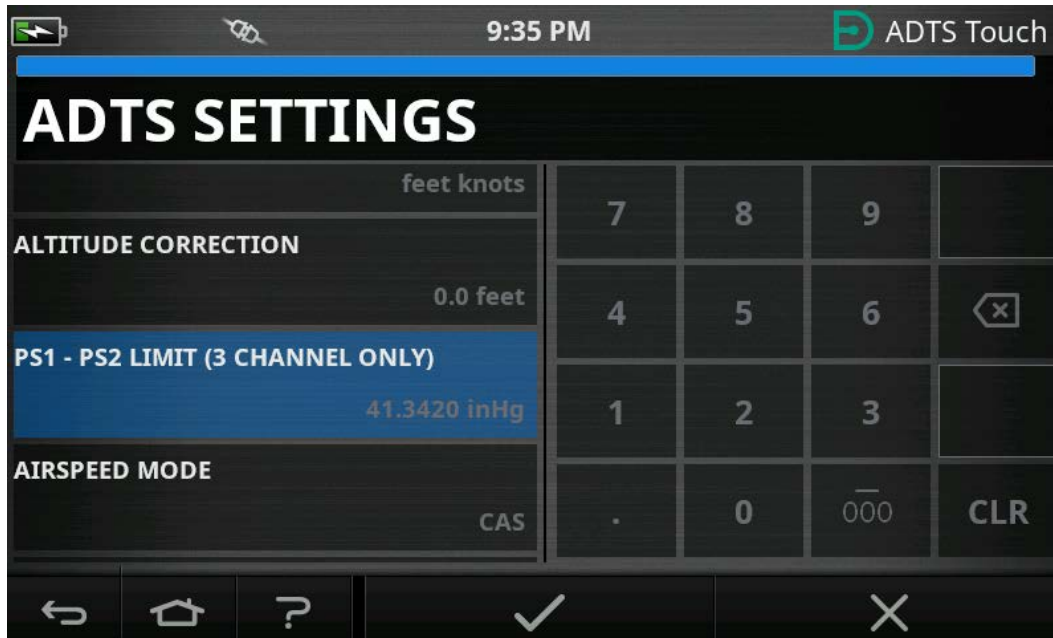 9:35 PM
ADTS Touch
ADTS SETTINGS
feet knots
ALTITUDE CORRECTION
0.0 feet
PS1 - PS2 LIMIT (3 CHANNEL ONLY)
41.3420 inHg
AIRSPEED MODE
CAS
7 8 9
4 5 6
1 2 3
. 0 000 CLR
?